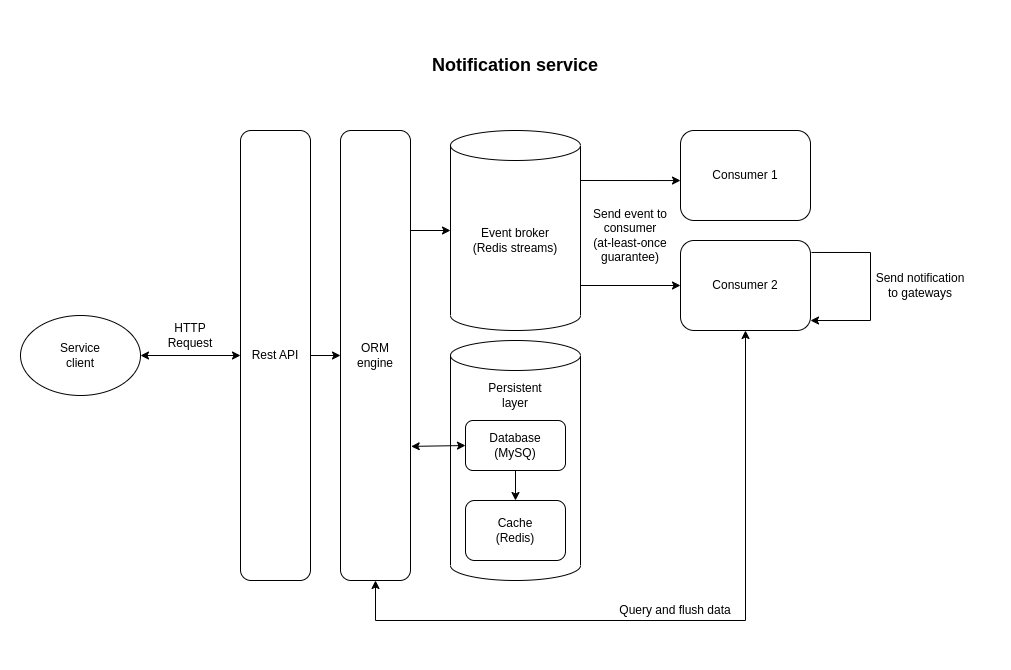 Notification service
Service
client
HTTP
Request
Rest API
ORM
engine
Event broker
(Redis streams)
Send event to
consumer
(at-least-once
guarantee)
Consumer 1
Consumer 2
Send notification
to gateways
Persistent
layer
Database
(MySQ)
Cache
(Redis)
Query and flush data